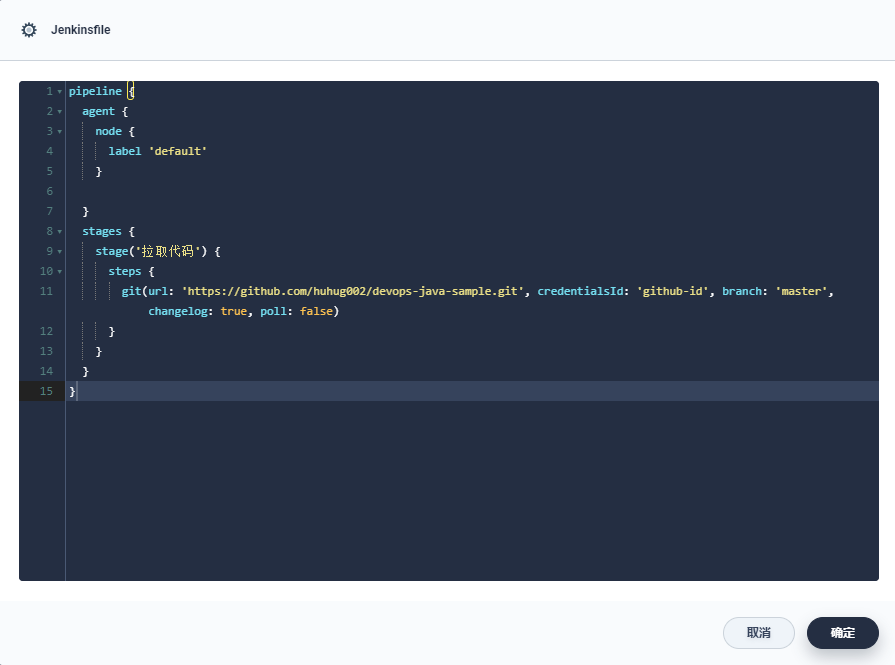 Jenkinsfile
1 pipeline {
2   agent {
3     node {
4       label 'default'
5     }
6
7   }
8   stages {
9     stage('拉取代码') {
10       steps {
11         git(url: 'https://github.com/huhug002/devops-java-sample.git', credentialsId: 'github-id', branch: 'master',
changelog: true, poll: false)
12       }
13     }
14   }
15 }
取消 确定